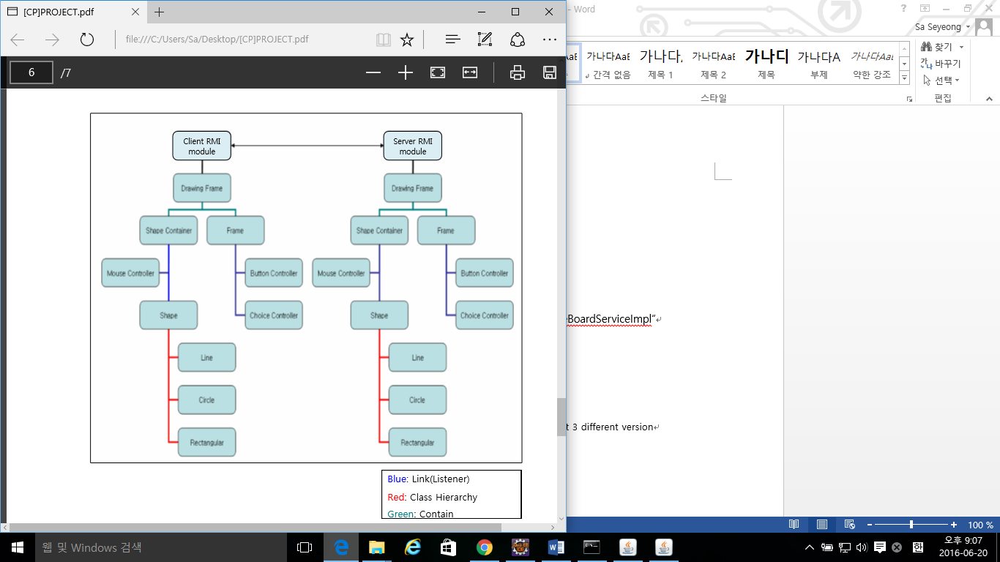 [CP]PROJECT.pdf
- Word
file:///C:/Users/Sa/Desktop/[CP]PROJECT.pdf
Sa Seyeong
6 /7
가나다AaE 가나다, 가나다AaE 가나다 가나다A 가나다AaE
간격 없음 제목 1 제목 2 제목 부제 약한 강조
찾기
바꾸기
선택
스타일
편집
Client RMI
module
Server RMI
module
Drawing Frame
Drawing Frame
Shape Container Frame
Shape Container Frame
Mouse Controller Button Controller
Mouse Controller Button Controller
Shape Choice Controller
Shape Choice Controller
Line
Line
Circle
Circle
Rectangular
Rectangular
BoardServiceImpl“
3 different version
Blue: Link(Listener)
Red: Class Hierarchy
Green: Contain
100 %
웹 및 Windows 검색
한
오후 9:07
2016-06-20